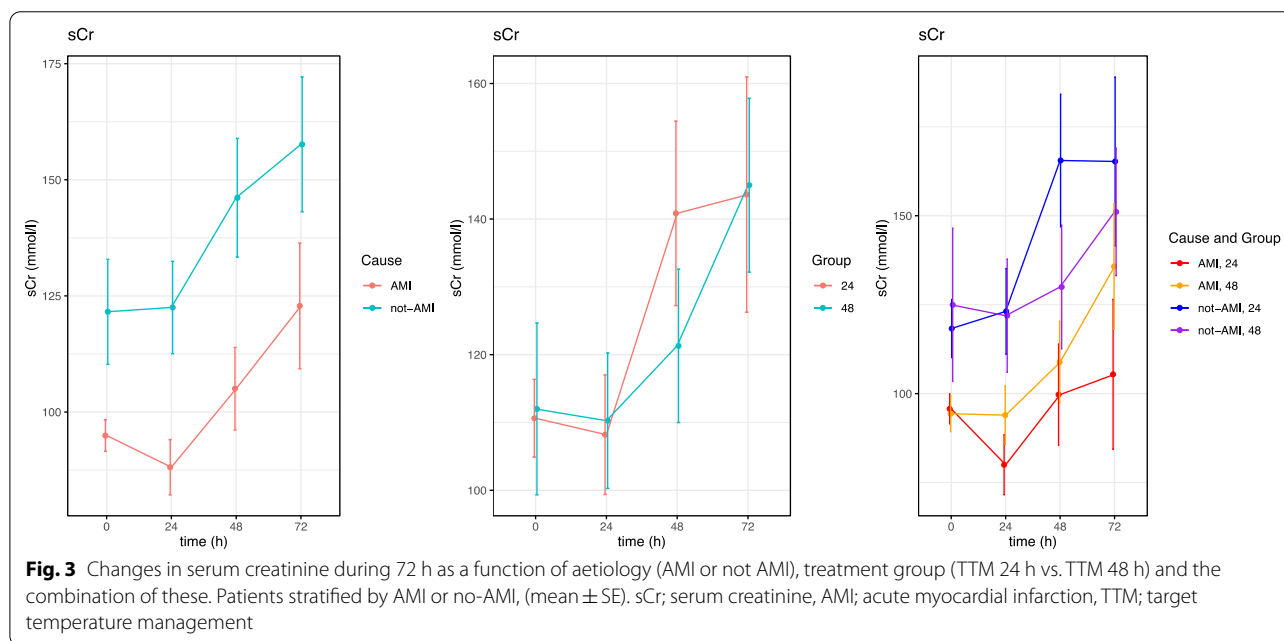 sCr
175
150
125
100
sCr (mmol/l)
0 24 48 72
time (h)
Cause
AMI
not−AMI
sCr
160
140
120
100
sCr (mmol/l)
0 24 48 72
time (h)
Group
24
48
sCr
150
100
sCr (mmol/l)
0 24 48 72
time (h)
Cause and Group
AMI, 24
AMI, 48
not−AMI, 24
not−AMI, 48
Fig. 3 Changes in serum creatinine during 72 h as a function of aetiology (AMI or not AMI), treatment group (TTM 24 h vs. TTM 48 h) and the
combination of these. Patients stratified by AMI or no-AMI, (mean ± SE). sCr; serum creatinine, AMI; acute myocardial infarction, TTM; target
temperature management